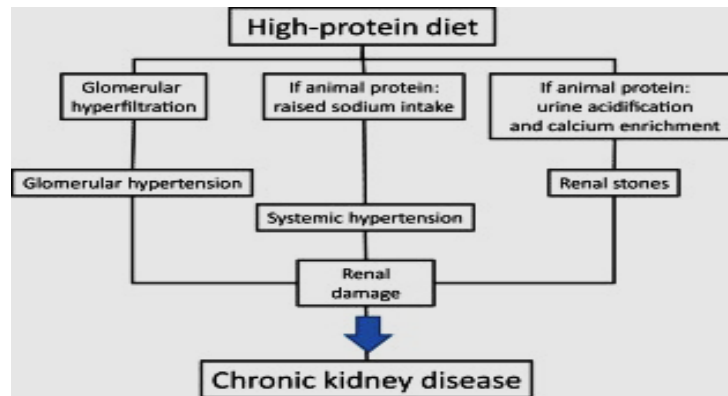 High-protein diet
Glomerular
hyperfiltration
If animal protein:
raised sodium intake
If animal protein:
urine acidification
and calcium enrichment
Glomerular hypertension
Renal stones
Systemic hypertension
Renal
damage
Chronic kidney disease